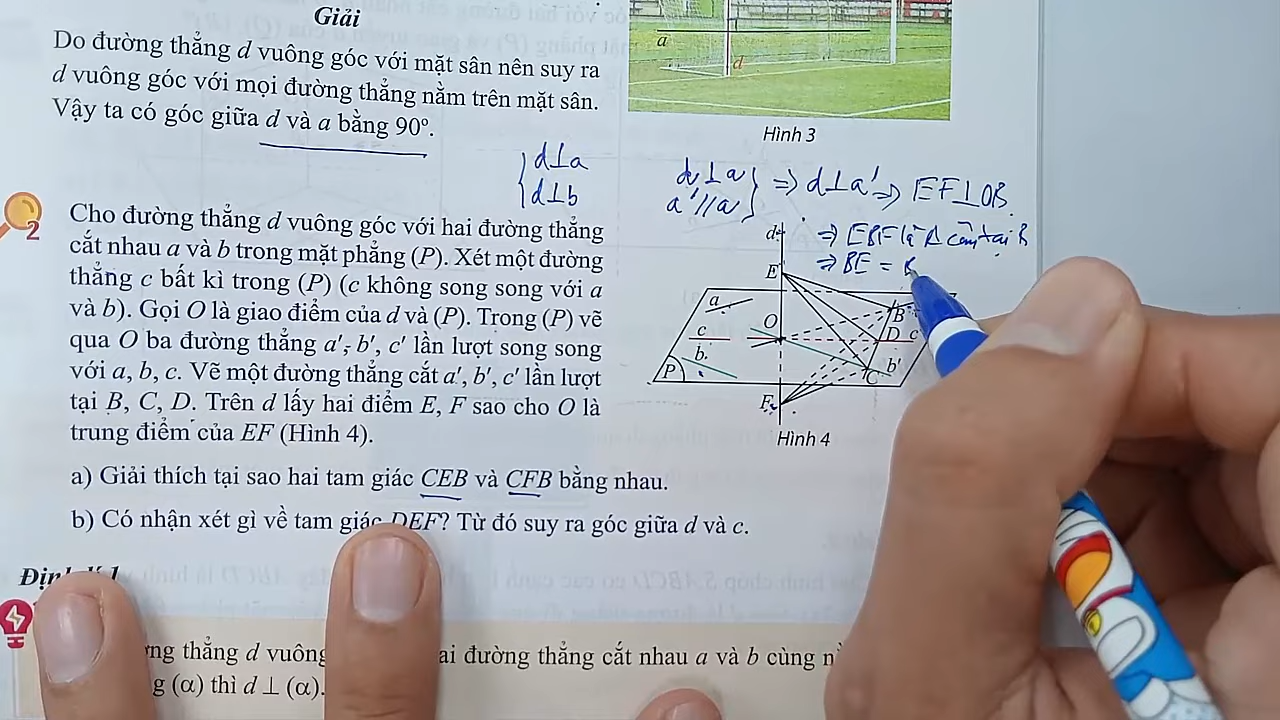 Giải
Do đường thẳng d vuông góc với mặt sân nên suy ra
d vuông góc với mọi đường thẳng nằm trên mặt sân.
Vậy ta có góc giữa d và a bằng 90°.
a
d
Hình 3
d⊥a
d⊥b
d⊥a
a'//a
⇒ d⊥a' ⇒ EF⊥OB.
⇒ EBF là Δ cân tại B
⇒ BE =
2
Cho đường thẳng d vuông góc với hai đường thẳng
cắt nhau a và b trong mặt phẳng (P). Xét một đường
thẳng c bất kì trong (P) (c không song song với a
và b). Gọi O là giao điểm của d và (P). Trong (P) vẽ
qua O ba đường thẳng a', b', c' lần lượt song song
với a, b, c. Vẽ một đường thẳng cắt a', b', c' lần lượt
tại B, C, D. Trên d lấy hai điểm E, F sao cho O là
trung điểm của EF (Hình 4).
d
E
a
B
O
c
D
c
b
P
C
b'
F
Hình 4
a) Giải thích tại sao hai tam giác CEB và CFB bằng nhau.
b) Có nhận xét gì về tam giác DEF? Từ đó suy ra góc giữa d và c.
thẳng d vuông
đường thẳng cắt nhau a và b cùng
(α) thì d ⊥ (α).